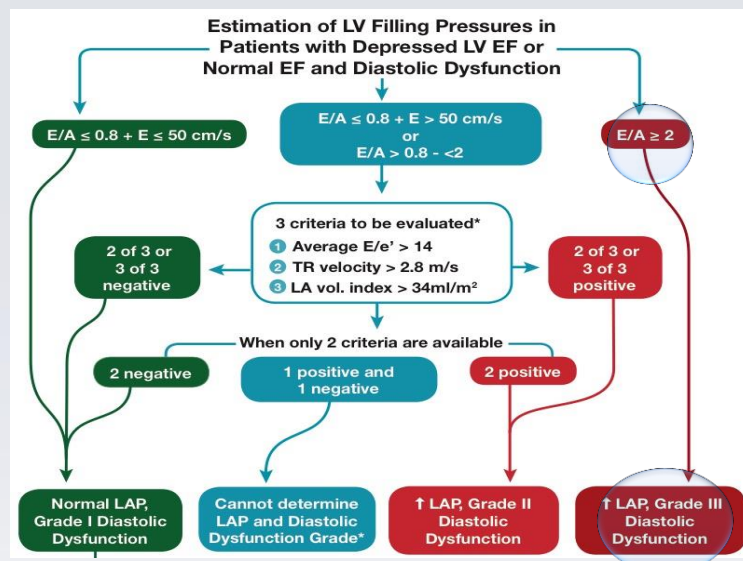 Estimation of LV Filling Pressures in
Patients with Depressed LV EF or
Normal EF and Diastolic Dysfunction
E/A ≤ 0.8 + E ≤ 50 cm/s
E/A ≤ 0.8 + E > 50 cm/s
or
E/A > 0.8 - <2
E/A ≥ 2
3 criteria to be evaluated*
1 Average E/e' > 14
2 TR velocity > 2.8 m/s
3 LA vol. index > 34ml/m²
2 of 3 or
3 of 3
negative
2 of 3 or
3 of 3
positive
When only 2 criteria are available
2 negative
1 positive and
1 negative
2 positive
Normal LAP,
Grade I Diastolic
Dysfunction
Cannot determine
LAP and Diastolic
Dysfunction Grade*
↑ LAP, Grade II
Diastolic
Dysfunction
↑ LAP, Grade III
Diastolic
Dysfunction